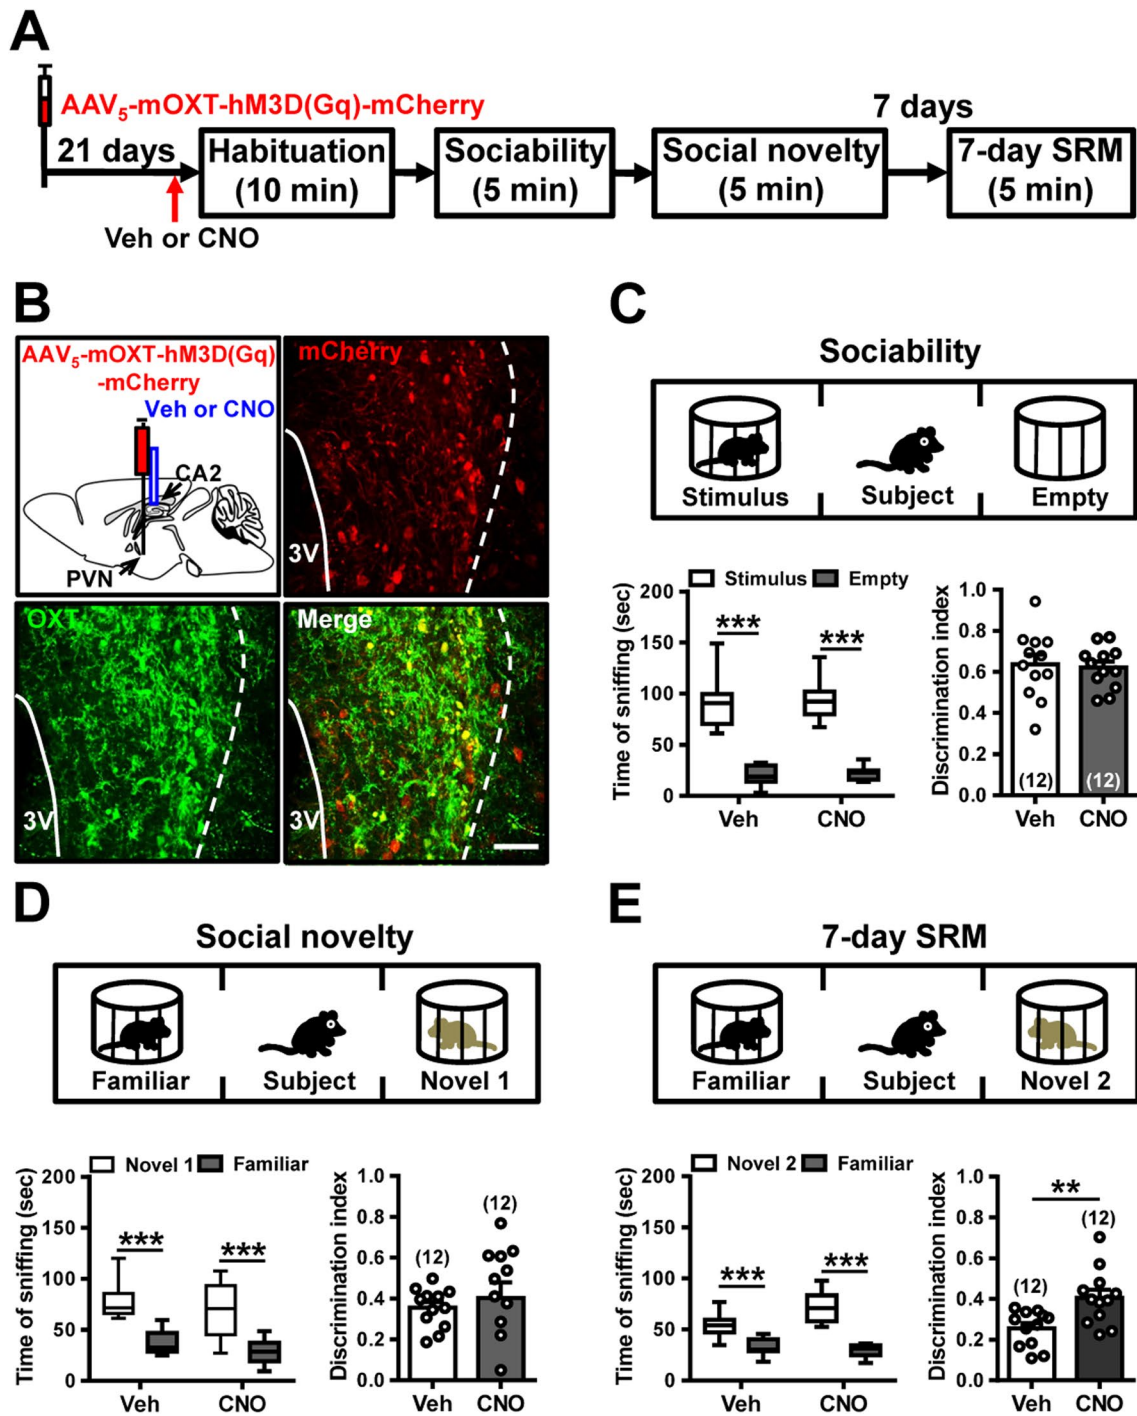 A
AAV5-mOXT-hM3D(Gq)-mCherry
7 days
21 days
Habituation
(10 min)
Sociability
(5 min)
Social novelty
(5 min)
7-day SRM
(5 min)
Veh or CNO
B
AAV5-mOXT-hM3D(Gq)
-mCherry
Veh or CNO
CA2
PVN
mCherry
3V
OXT
3V
Merge
3V
C
Sociability
Stimulus
Subject
Empty
Stimulus
Empty
Time of sniffing (sec)
200
150
100
50
0
***
***
Veh
CNO
Discrimination index
1.0
0.8
0.6
0.4
0.2
0.0
(12)
(12)
Veh
CNO
D
Social novelty
Familiar
Subject
Novel 1
Novel 1
Familiar
Time of sniffing (sec)
200
150
100
50
0
***
***
Veh
CNO
Discrimination index
1.0
0.8
0.6
0.4
0.2
0.0
(12)
(12)
Veh
CNO
E
7-day SRM
Familiar
Subject
Novel 2
Novel 2
Familiar
Time of sniffing (sec)
200
150
100
50
0
***
***
Veh
CNO
Discrimination index
1.0
0.8
0.6
0.4
0.2
0.0
**
(12)
(12)
Veh
CNO